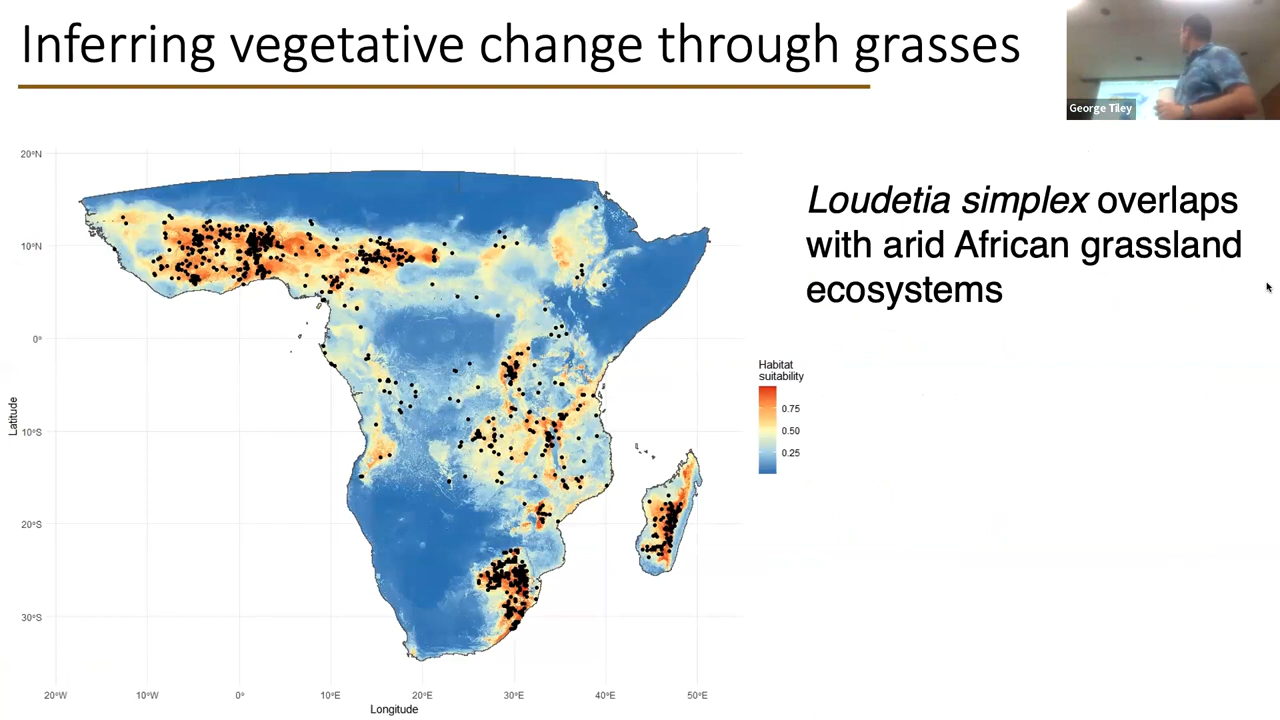 Inferring vegetative change through grasses
George Tiley
Loudetia simplex overlaps
with arid African grassland
ecosystems
20°N
10°N
0°
10°S
20°S
30°S
Latitude
20°W
10°W
0°
10°E
20°E
30°E
40°E
50°E
Longitude
Habitat
suitability
0.75
0.50
0.25